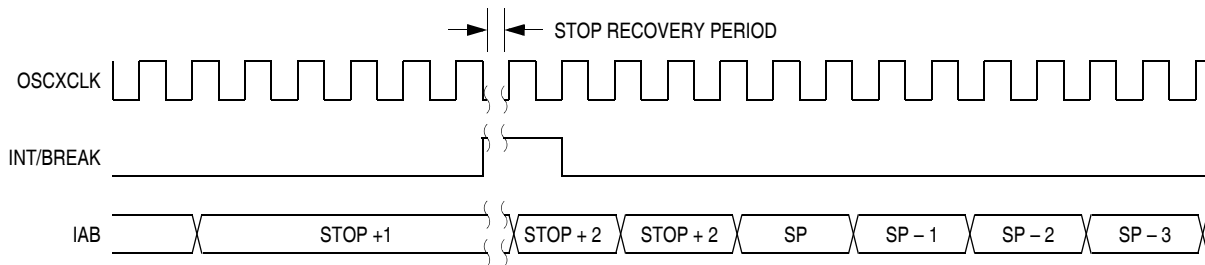 STOP RECOVERY PERIOD
OSCXCLK
INT/BREAK
IAB STOP +1 STOP + 2 STOP + 2 SP SP – 1 SP – 2 SP – 3